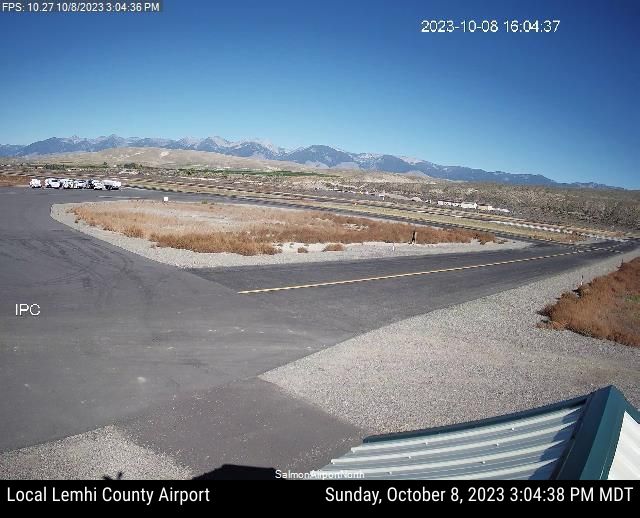 FPS: 10.27 10/8/2023 3:04:36 PM
2023-10-08 16:04:37
IPC
SalmonAirportNorth
Local Lemhi County Airport
Sunday, October 8, 2023 3:04:38 PM MDT